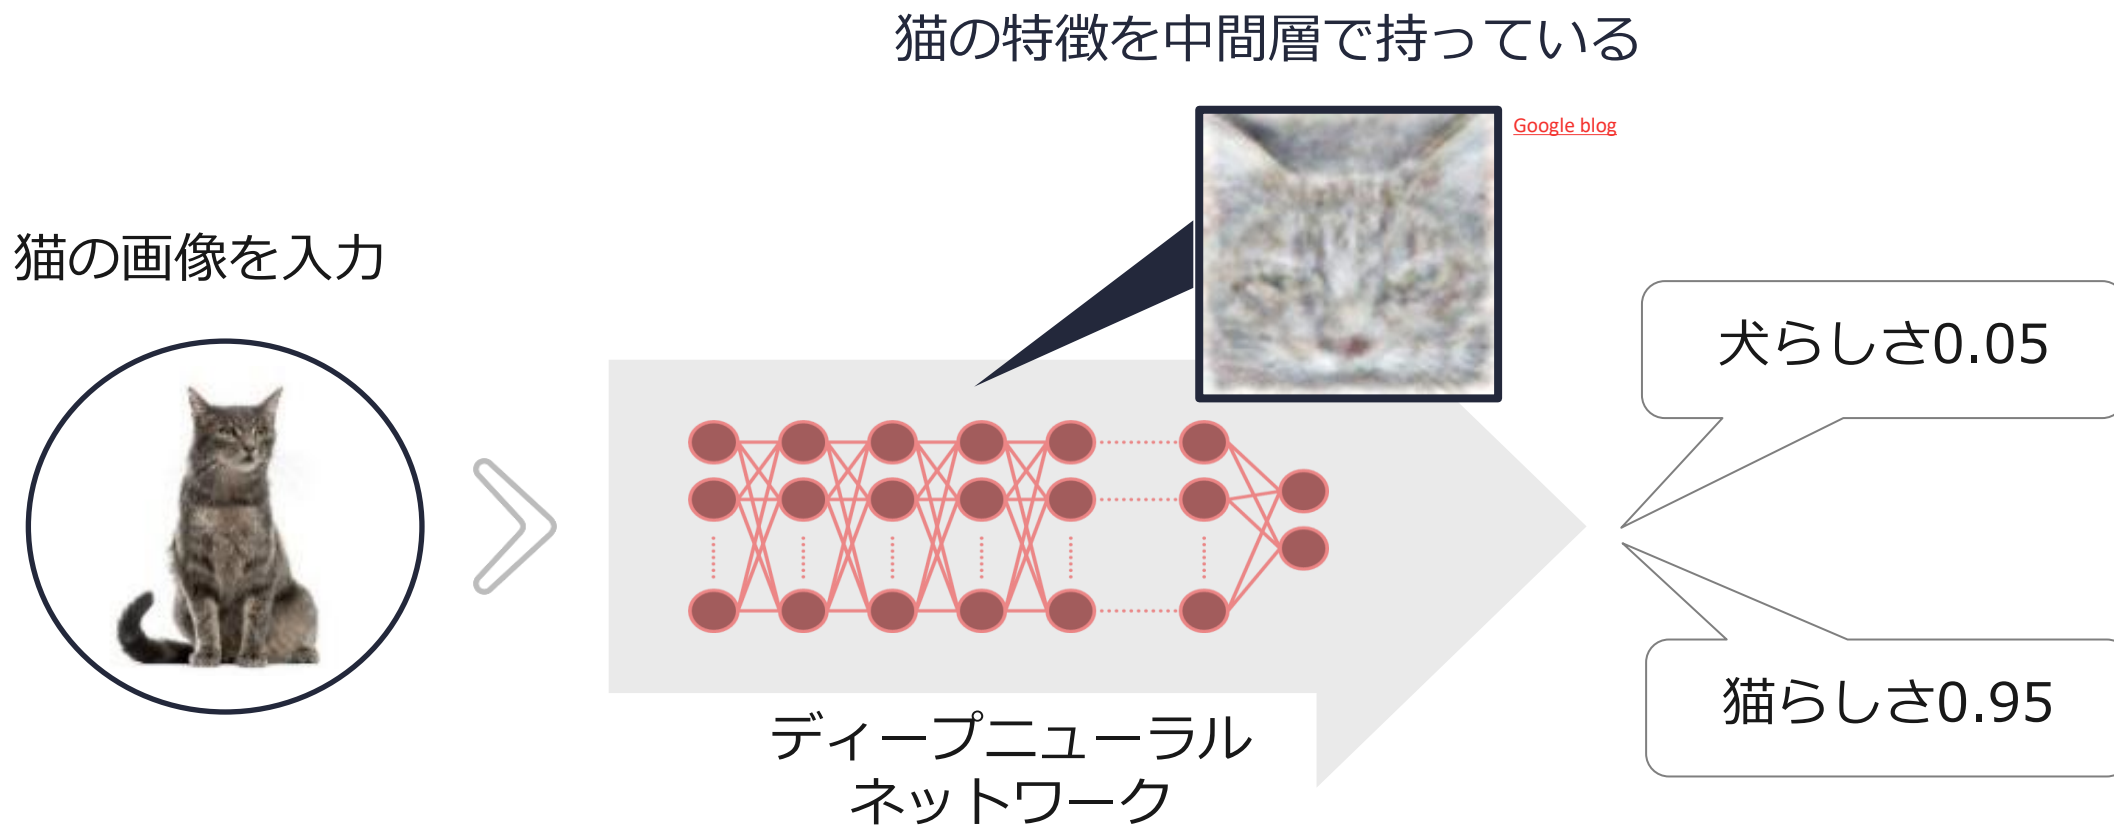 猫の特徴を中間層で持っている
Google blog
猫の画像を入力
犬らしさ0.05
猫らしさ0.95
ディープニューラル
ネットワーク